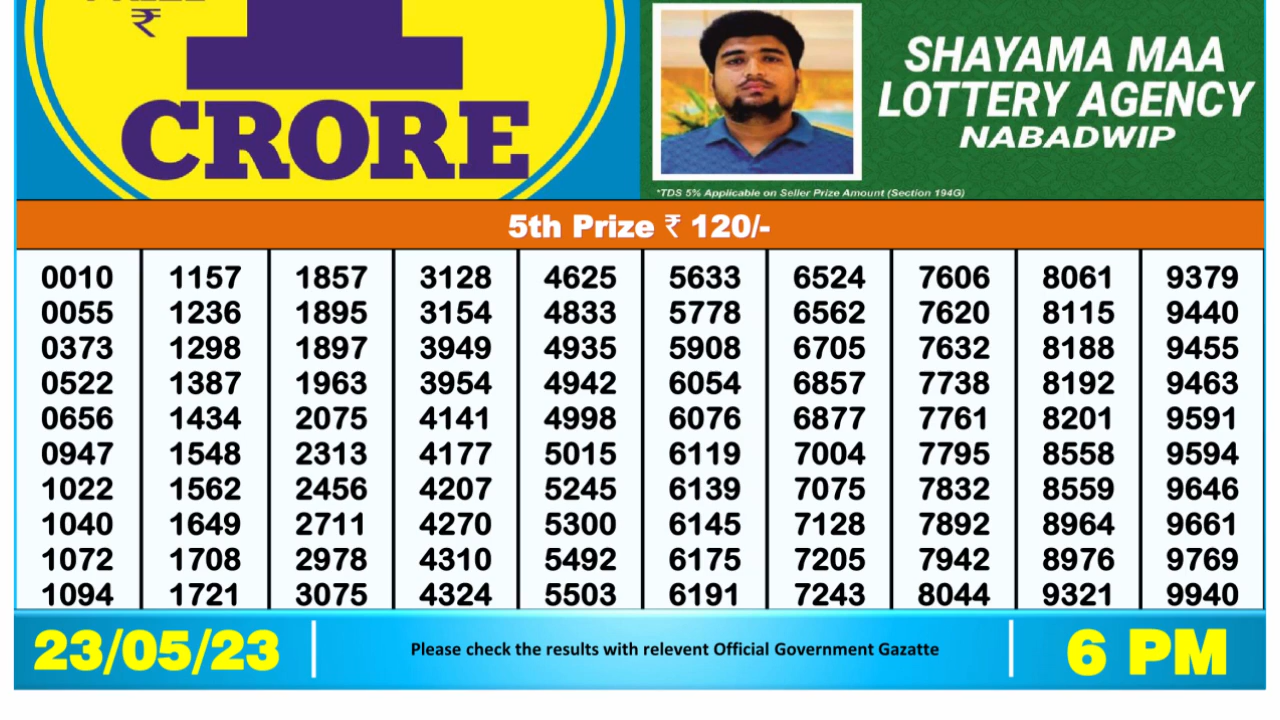 ₹
1
CRORE
SHAYAMA MAA
LOTTERY AGENCY
NABADWIP
*TDS 5% Applicable on Seller Prize Amount (Section 194G)
5th Prize ₹ 120/-
0010 1157 1857 3128 4625 5633 6524 7606 8061 9379
0055 1236 1895 3154 4833 5778 6562 7620 8115 9440
0373 1298 1897 3949 4935 5908 6705 7632 8188 9455
0522 1387 1963 3954 4942 6054 6857 7738 8192 9463
0656 1434 2075 4141 4998 6076 6877 7761 8201 9591
0947 1548 2313 4177 5015 6119 7004 7795 8558 9594
1022 1562 2456 4207 5245 6139 7075 7832 8559 9646
1040 1649 2711 4270 5300 6145 7128 7892 8964 9661
1072 1708 2978 4310 5492 6175 7205 7942 8976 9769
1094 1721 3075 4324 5503 6191 7243 8044 9321 9940
23/05/23
Please check the results with relevent Official Government Gazatte
6 PM